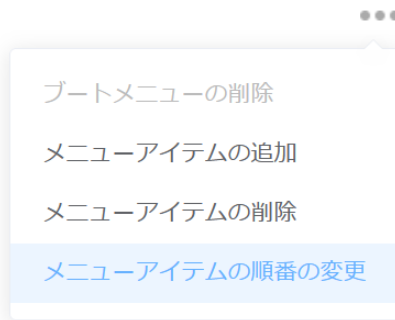 ブートメニューの削除
メニューアイテムの追加
メニューアイテムの削除
メニューアイテムの順番の変更